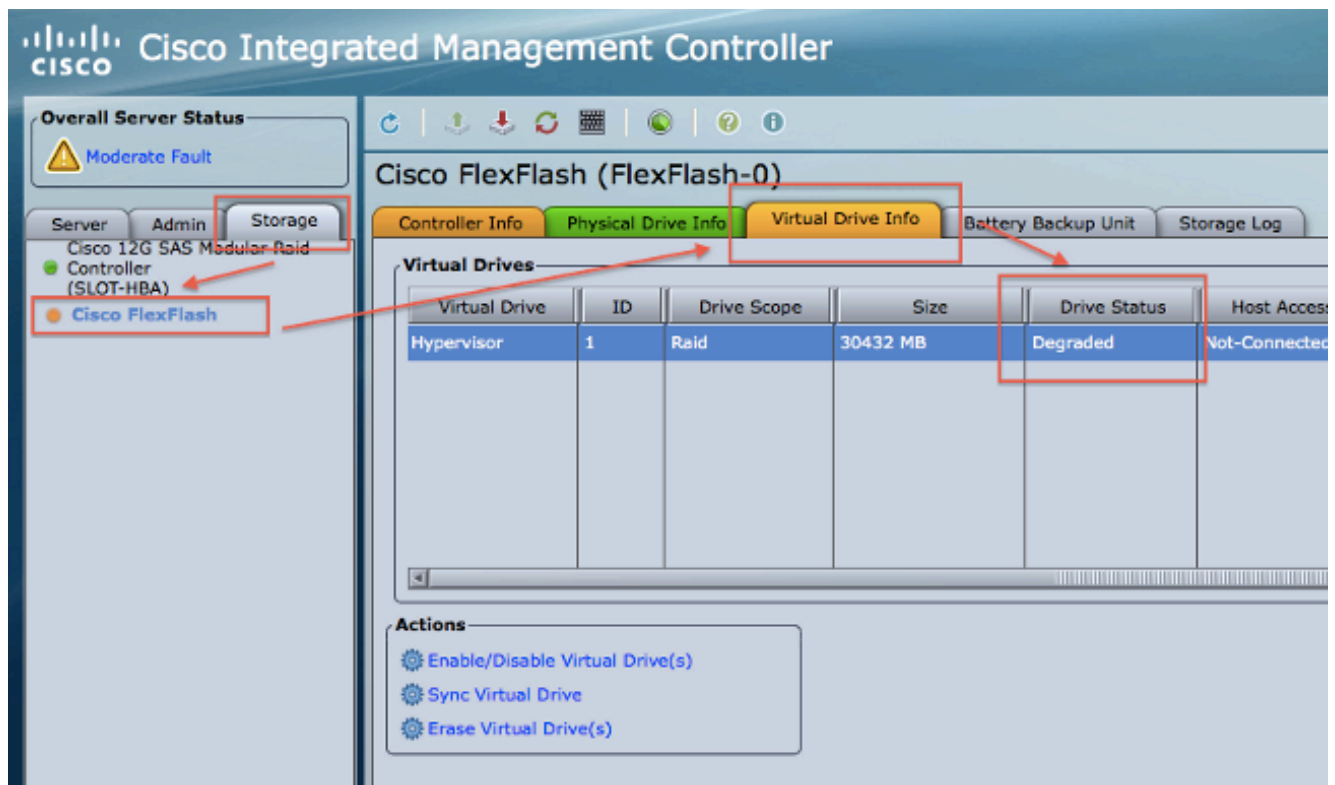 CISCO Cisco Integrated Management Controller
Overall Server Status
Moderate Fault
Server Admin Storage
Cisco 12G SAS Modular Raid
Controller
(SLOT-HBA)
Cisco FlexFlash
Cisco FlexFlash (FlexFlash-0)
Controller Info Physical Drive Info Virtual Drive Info Battery Backup Unit Storage Log
Virtual Drives
Virtual Drive ID Drive Scope Size Drive Status Host Access
Hypervisor 1 Raid 30432 MB Degraded Not-Connected
Actions
Enable/Disable Virtual Drive(s)
Sync Virtual Drive
Erase Virtual Drive(s)